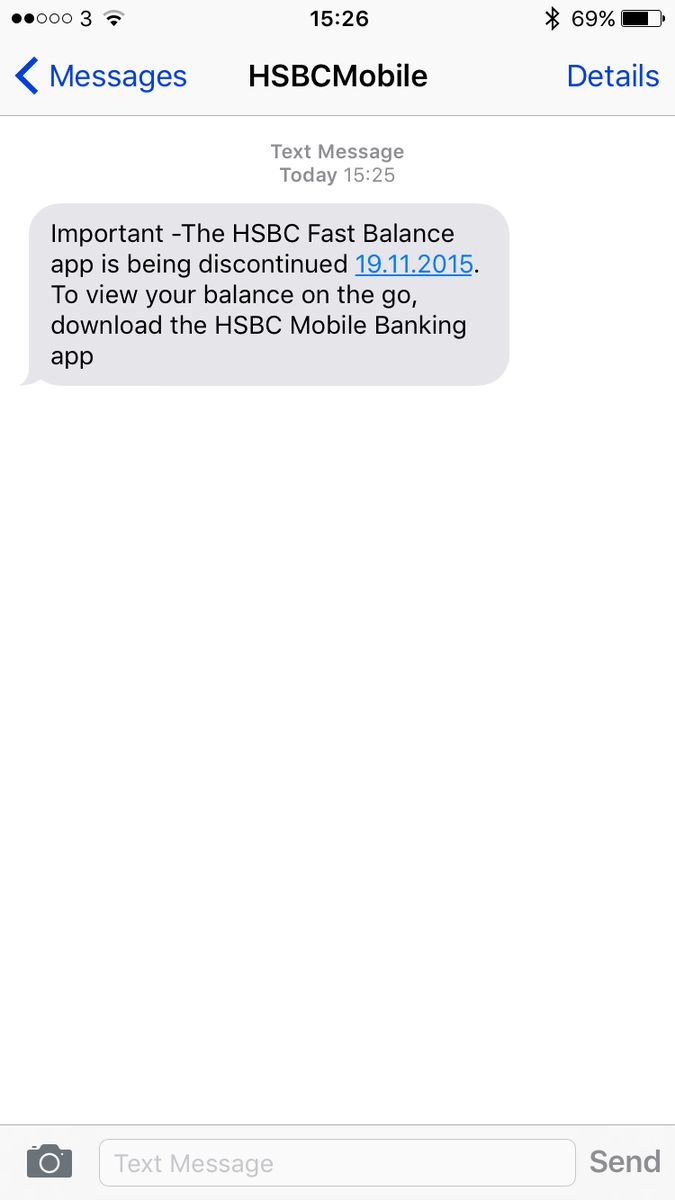 3 15:26 69%
Messages HSBCMobile Details
Text Message
Today 15:25
Important -The HSBC Fast Balance
app is being discontinued 19.11.2015.
To view your balance on the go,
download the HSBC Mobile Banking
app
Text Message Send